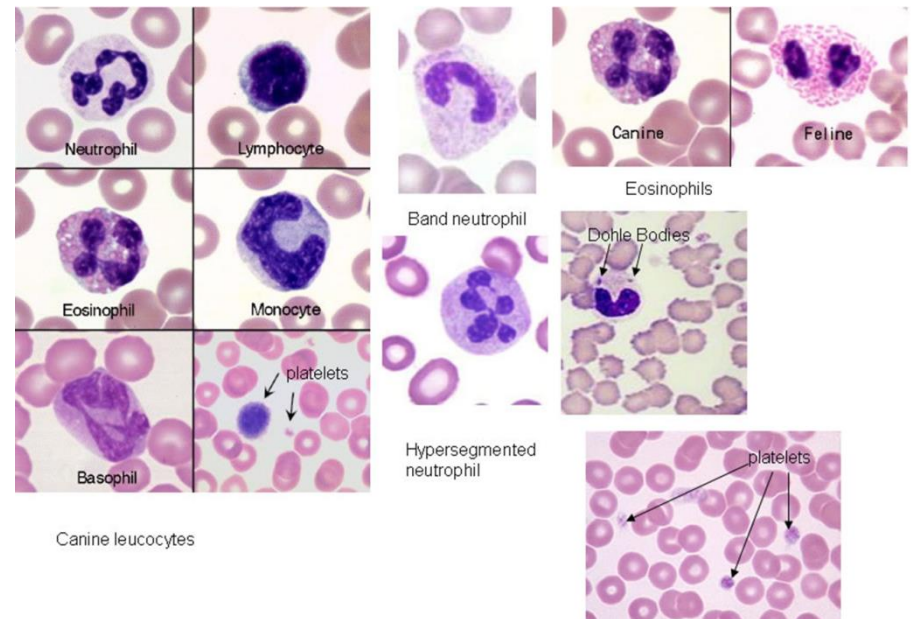 Neutrophil
Lymphocyte
Eosinophil
Monocyte
platelets
Basophil
Canine leucocytes
Band neutrophil
Hypersegmented
neutrophil
Canine
Feline
Eosinophils
Dohle Bodies
platelets